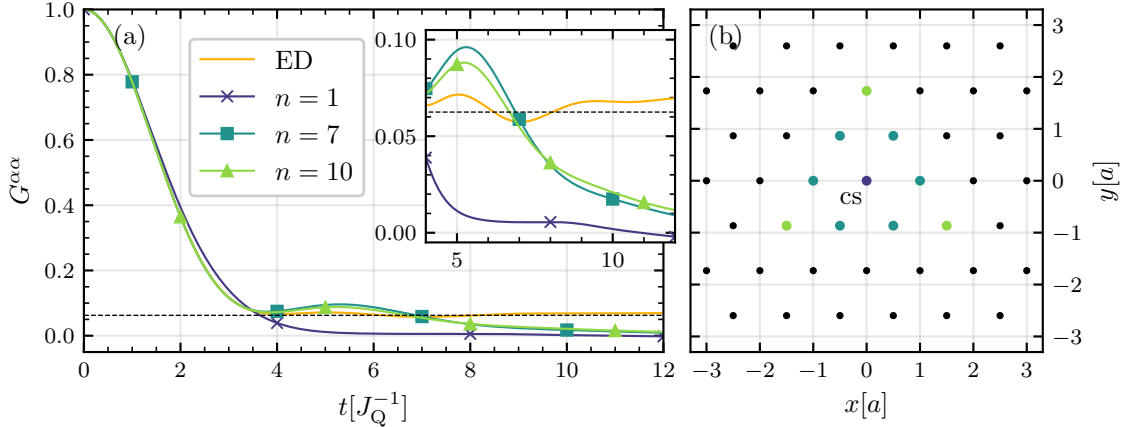 (a)
ED
n = 1
n = 7
n = 10
G^{αα}
1.0
0.8
0.6
0.4
0.2
0.0
0 2 4 6 8 10 12
t[J_Q^{-1}]
0.10
0.05
0.00
5 10
(b)
cs
3
2
1
0
−1
−2
−3
y[a]
−3 −2 −1 0 1 2 3
x[a]